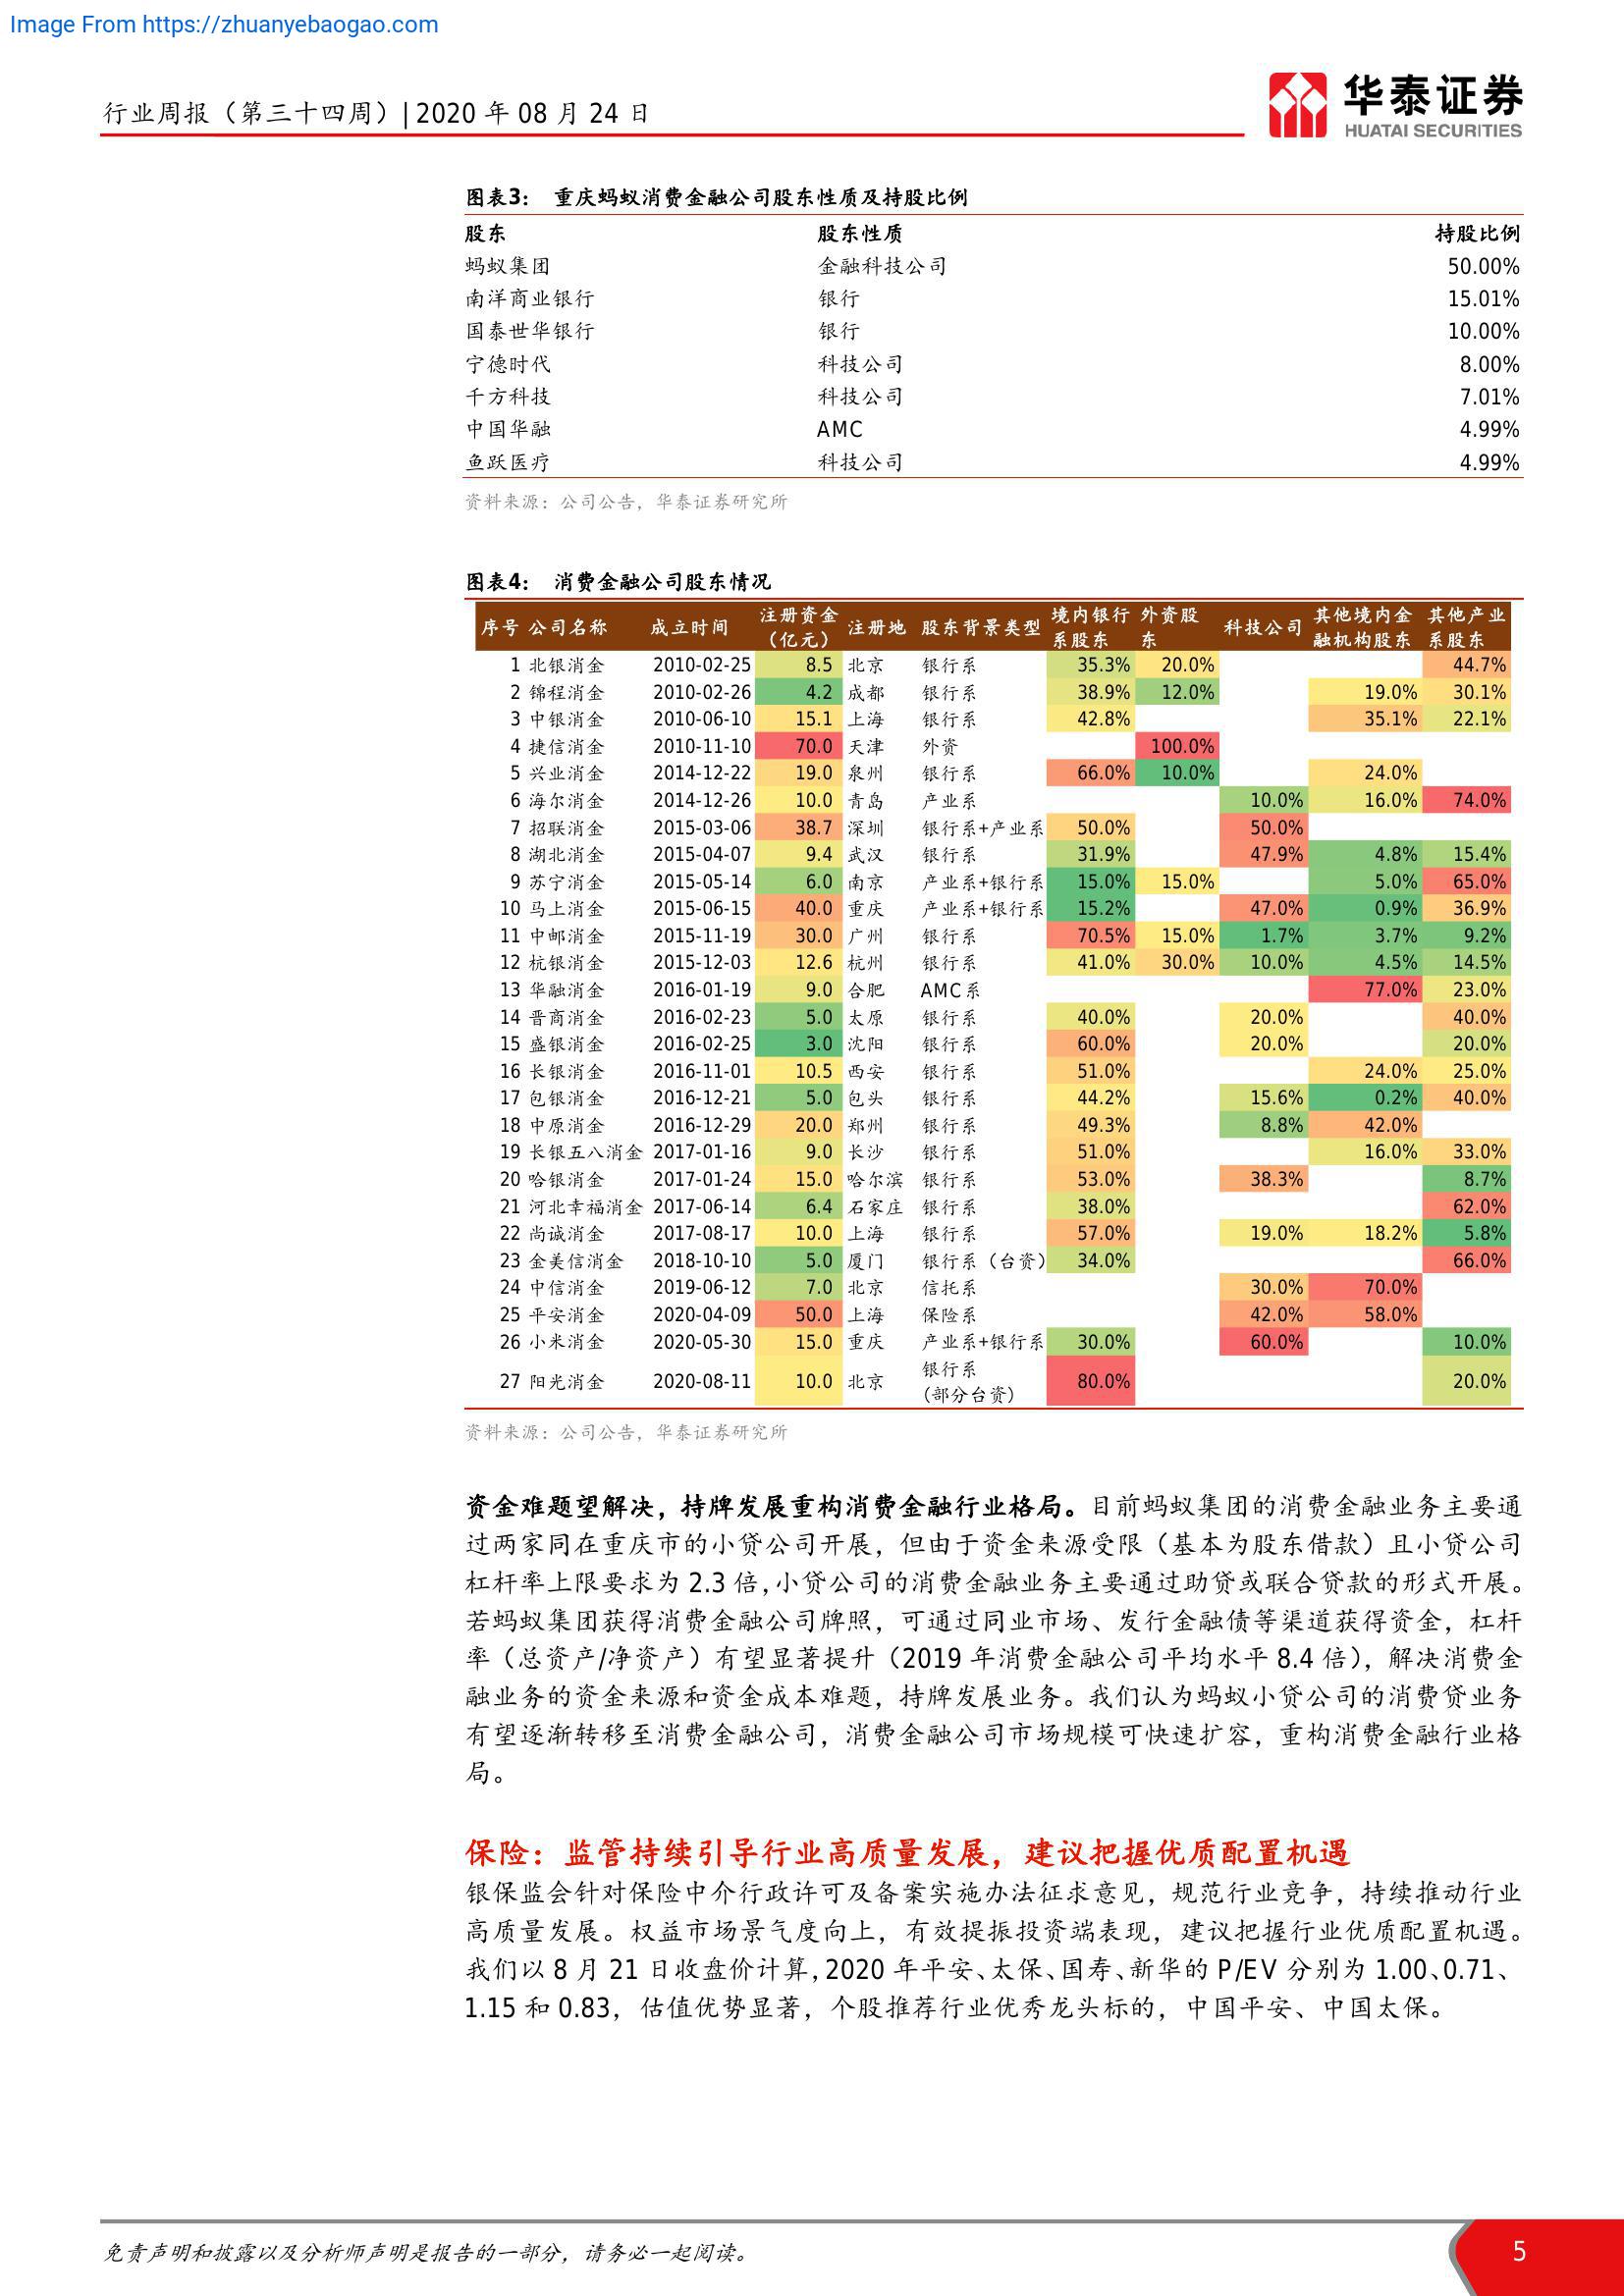 Image From https://zhuanyebaogao.com
行业周报（第三十四周）| 2020 年 08 月 24 日
华泰证券
HUATAI SECURITIES
图表3： 重庆蚂蚁消费金融公司股东性质及持股比例
股东 股东性质 持股比例
蚂蚁集团 金融科技公司 50.00%
南洋商业银行 银行 15.01%
国泰世华银行 银行 10.00%
宁德时代 科技公司 8.00%
千方科技 科技公司 7.01%
中国华融 AMC 4.99%
鱼跃医疗 科技公司 4.99%
资料来源：公司公告，华泰证券研究所
图表4： 消费金融公司股东情况
序号 公司名称 成立时间 注册资金（亿元） 注册地 股东背景类型 境内银行系股东 外资股东 科技公司 其他境内金融机构股东 其他产业系股东
1 北银消金 2010-02-25 8.5 北京 银行系 35.3% 20.0% 44.7%
2 锦程消金 2010-02-26 4.2 成都 银行系 38.9% 12.0% 19.0% 30.1%
3 中银消金 2010-06-10 15.1 上海 银行系 42.8% 35.1% 22.1%
4 捷信消金 2010-11-10 70.0 天津 外资 100.0%
5 兴业消金 2014-12-22 19.0 泉州 银行系 66.0% 10.0% 24.0%
6 海尔消金 2014-12-26 10.0 青岛 产业系 10.0% 16.0% 74.0%
7 招联消金 2015-03-06 38.7 深圳 银行系+产业系 50.0% 50.0%
8 湖北消金 2015-04-07 9.4 武汉 银行系 31.9% 47.9% 4.8% 15.4%
9 苏宁消金 2015-05-14 6.0 南京 产业系+银行系 15.0% 15.0% 5.0% 65.0%
10 马上消金 2015-06-15 40.0 重庆 产业系+银行系 15.2% 47.0% 0.9% 36.9%
11 中邮消金 2015-11-19 30.0 广州 银行系 70.5% 15.0% 1.7% 3.7% 9.2%
12 杭银消金 2015-12-03 12.6 杭州 银行系 41.0% 30.0% 10.0% 4.5% 14.5%
13 华融消金 2016-01-19 9.0 合肥 AMC系 77.0% 23.0%
14 晋商消金 2016-02-23 5.0 太原 银行系 40.0% 20.0% 40.0%
15 盛银消金 2016-02-25 3.0 沈阳 银行系 60.0% 20.0% 20.0%
16 长银消金 2016-11-01 10.5 西安 银行系 51.0% 24.0% 25.0%
17 包银消金 2016-12-21 5.0 包头 银行系 44.2% 15.6% 0.2% 40.0%
18 中原消金 2016-12-29 20.0 郑州 银行系 49.3% 8.8% 42.0%
19 长银五八消金 2017-01-16 9.0 长沙 银行系 51.0% 16.0% 33.0%
20 哈银消金 2017-01-24 15.0 哈尔滨 银行系 53.0% 38.3% 8.7%
21 河北幸福消金 2017-06-14 6.4 石家庄 银行系 38.0% 62.0%
22 尚诚消金 2017-08-17 10.0 上海 银行系 57.0% 19.0% 18.2% 5.8%
23 金美信消金 2018-10-10 5.0 厦门 银行系（台资） 34.0% 66.0%
24 中信消金 2019-06-12 7.0 北京 信托系 30.0% 70.0%
25 平安消金 2020-04-09 50.0 上海 保险系 42.0% 58.0%
26 小米消金 2020-05-30 15.0 重庆 产业系+银行系 30.0% 60.0% 10.0%
27 阳光消金 2020-08-11 10.0 北京 银行系（部分台资） 80.0% 20.0%
资料来源：公司公告，华泰证券研究所
资金难题望解决，持牌发展重构消费金融行业格局。目前蚂蚁集团的消费金融业务主要通
过两家同在重庆市的小贷公司开展，但由于资金来源受限（基本为股东借款）且小贷公司
杠杆率上限要求为 2.3 倍，小贷公司的消费金融业务主要通过助贷或联合贷款的形式开展。
若蚂蚁集团获得消费金融公司牌照，可通过同业市场、发行金融债等渠道获得资金，杠杆
率（总资产/净资产）有望显著提升（2019 年消费金融公司平均水平 8.4 倍），解决消费金
融业务的资金来源和资金成本难题，持牌发展业务。我们认为蚂蚁小贷公司的消费贷业务
有望逐渐转移至消费金融公司，消费金融公司市场规模可快速扩容，重构消费金融行业格
局。
保险：监管持续引导行业高质量发展，建议把握优质配置机遇
银保监会针对保险中介行政许可及备案实施办法征求意见，规范行业竞争，持续推动行业
高质量发展。权益市场景气度向上，有效提振投资端表现，建议把握行业优质配置机遇。
我们以 8 月 21 日收盘价计算，2020 年平安、太保、国寿、新华的 P/EV 分别为 1.00、0.71、
1.15 和 0.83，估值优势显著，个股推荐行业优秀龙头标的，中国平安、中国太保。
免责声明和披露以及分析师声明是报告的一部分，请务必一起阅读。
5